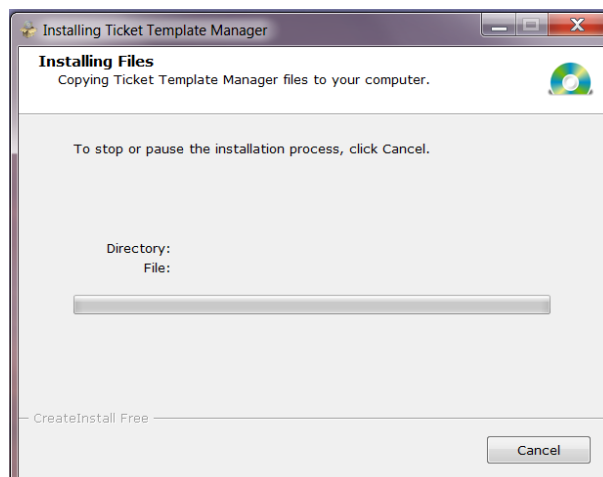 Installing Ticket Template Manager
Installing Files
Copying Ticket Template Manager files to your computer.
To stop or pause the installation process, click Cancel.
Directory:
File:
CreateInstall Free
Cancel